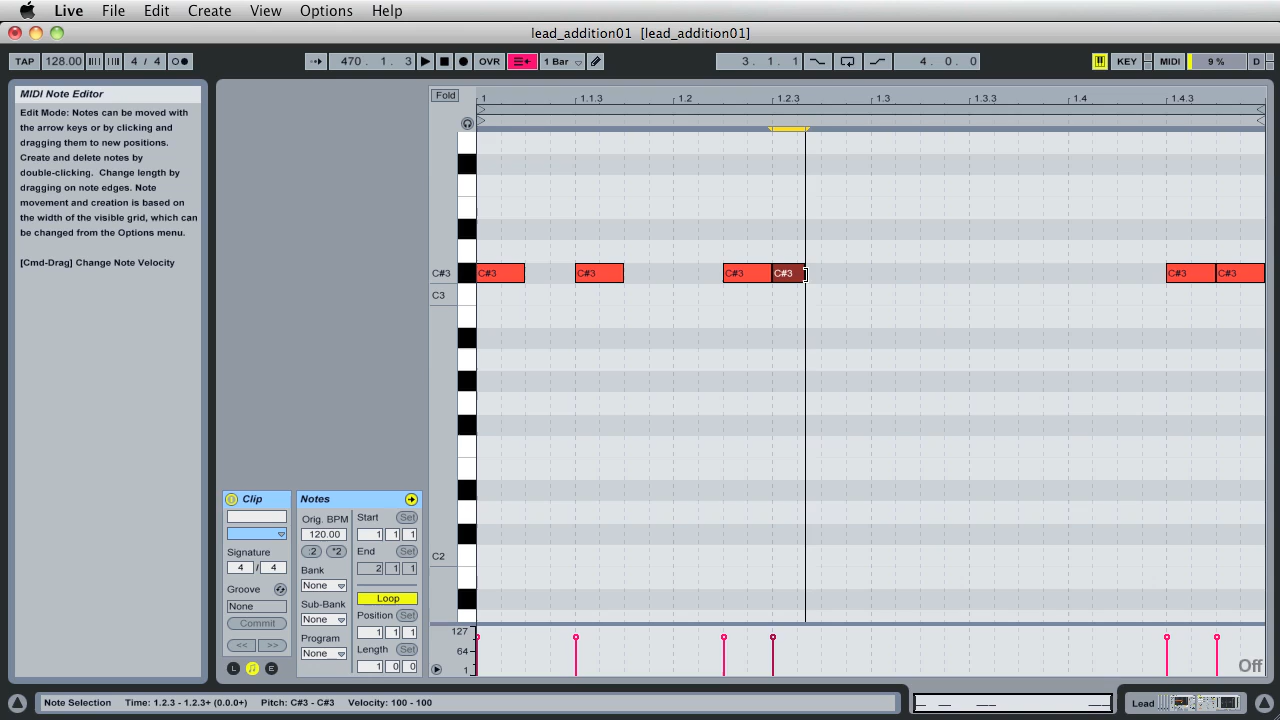 Live File Edit Create View Options Help
lead_addition01 [lead_addition01]
TAP 128.00 4 / 4 470 . 1 . 3 OVR 1 Bar 3 . 1 . 1 4 . 0 . 0 KEY MIDI 9 % D
MIDI Note Editor
Edit Mode: Notes can be moved with
the arrow keys or by clicking and
dragging them to new positions.
Create and delete notes by
double-clicking. Change length by
dragging on note edges. Note
movement and creation is based on
the width of the visible grid, which can
be changed from the Options menu.
[Cmd-Drag] Change Note Velocity
Fold 1 1.1.3 1.2 1.2.3 1.3 1.3.3 1.4 1.4.3
C#3 C#3 C#3 C#3 C#3 C#3 C#3
C3
C2
127
64
1
Off
Clip
Signature
4 / 4
Groove
None
Commit
<< >>
L E
Notes
Orig. BPM
120.00
:2 *2
Bank
None
Sub-Bank
None
Program
None
Start Set
1 1 1
End Set
2 1 1
Loop
Position Set
1 1 1
Length Set
1 0 0
Note Selection Time: 1.2.3 - 1.2.3+ (0.0.0+) Pitch: C#3 - C#3 Velocity: 100 - 100
Lead